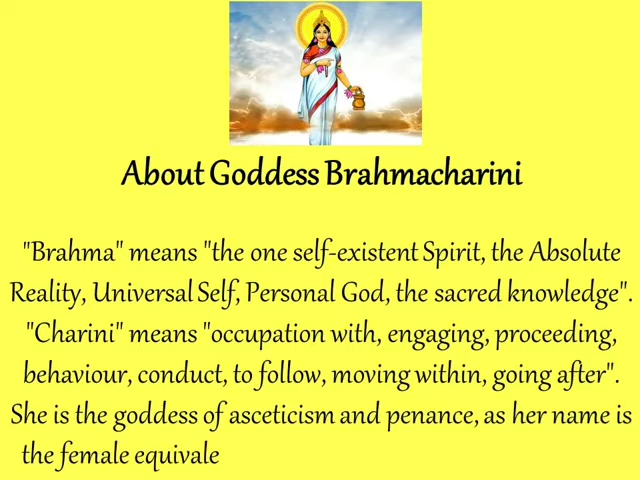 About Goddess Brahmacharini
"Brahma" means "the one self-existent Spirit, the Absolute
Reality, Universal Self, Personal God, the sacred knowledge".
"Charini" means "occupation with, engaging, proceeding,
behaviour, conduct, to follow, moving within, going after".
She is the goddess of asceticism and penance, as her name is
the female equivale